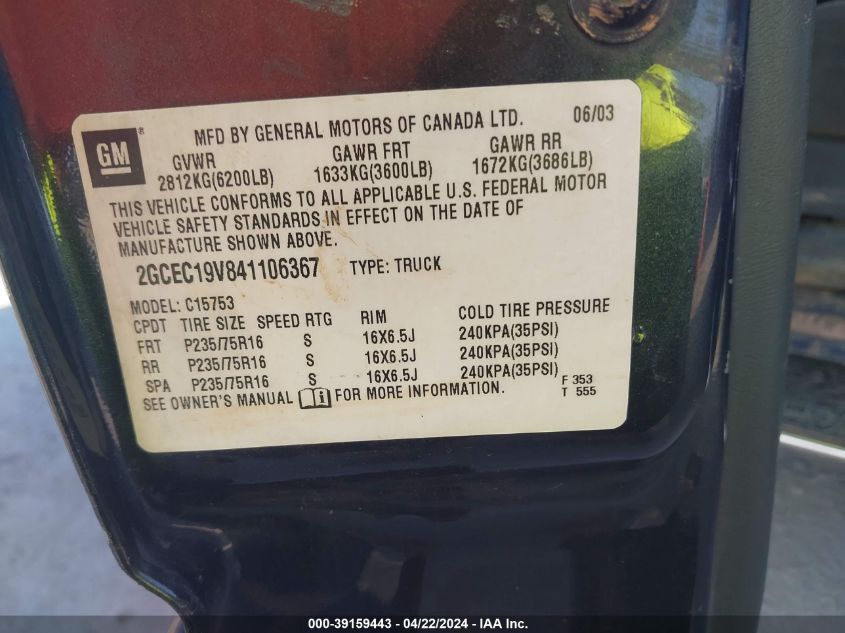 GM ®
MFD BY GENERAL MOTORS OF CANADA LTD. 06/03
GVWR GAWR FRT GAWR RR
2812KG(6200LB) 1633KG(3600LB) 1672KG(3686LB)
THIS VEHICLE CONFORMS TO ALL APPLICABLE U.S. FEDERAL MOTOR
VEHICLE SAFETY STANDARDS IN EFFECT ON THE DATE OF
MANUFACTURE SHOWN ABOVE.
2GCEC19V841106367 TYPE: TRUCK
MODEL: C15753
CPDT TIRE SIZE SPEED RTG RIM COLD TIRE PRESSURE
FRT P235/75R16 S 16X6.5J 240KPA(35PSI)
RR P235/75R16 S 16X6.5J 240KPA(35PSI)
SPA P235/75R16 S 16X6.5J 240KPA(35PSI)
SEE OWNER'S MANUAL FOR MORE INFORMATION. F 353
T 555
000-39159443 - 04/22/2024 - IAA Inc.